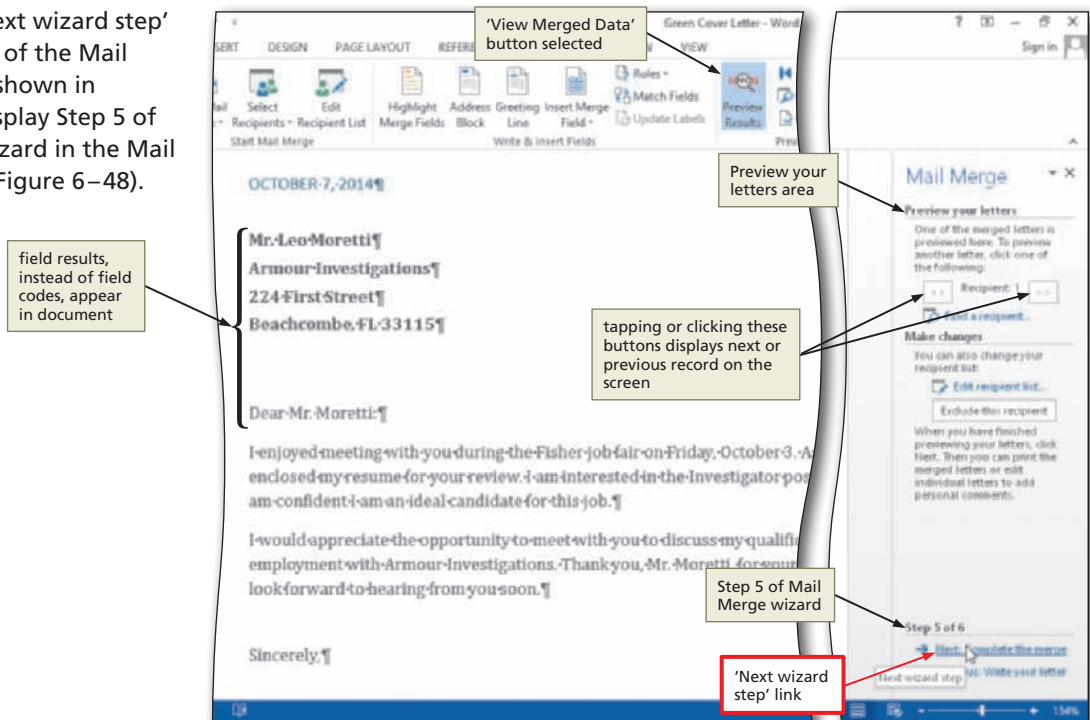 ext wizard step’
of the Mail
shown in
splay Step 5 of
izard in the Mail
Figure 6–48).
Green Cover Letter - Word
Sign in
DESIGN PAGE LAYOUT VIEW
‘View Merged Data’
button selected
Select
Recipients
Edit
Recipient List
Highlight
Merge Fields
Address
Block
Greeting
Line
Insert Merge
Field
Rules
Match Fields
Update Labels
Preview
Results
Start Mail Merge
Write & Insert Fields
OCTOBER·7,·2014¶
Mr.·Leo·Moretti¶
Armour·Investigations¶
224·First·Street¶
Beachcombe,·FL·33115¶
field results,
instead of field
codes, appear
in document
Dear·Mr.·Moretti:¶
I·enjoyed·meeting·with·you·during·the·Fisher·job·fair·on·Friday,·October·3.·A
enclosed·my·resume·for·your·review.·I·am·interested·in·the·Investigator·pos
am·confident·I·am·an·ideal·candidate·for·this·job.¶
I·would·appreciate·the·opportunity·to·meet·with·you·to·discuss·my·qualifi
employment·with·Armour·Investigations.·Thank·you,·Mr.·Moretti,·for·your
look·forward·to·hearing·from·you·soon.¶
Sincerely,¶
Preview your
letters area
tapping or clicking these
buttons displays next or
previous record on the
screen
Step 5 of Mail
Merge wizard
‘Next wizard
step’ link
Mail Merge
Preview your letters
One of the merged letters is
previewed here. To preview
another letter, click one of
the following:
<< Recipient: 1 >>
Find a recipient...
Make changes
You can also change your
recipient list:
Edit recipient list...
Exclude this recipient
When you have finished
previewing your letters, click
Next. Then you can print the
merged letters or edit
individual letters to add
personal comments.
Step 5 of 6
Next: Complete the merge
Next wizard step
us: Write your letter
154%